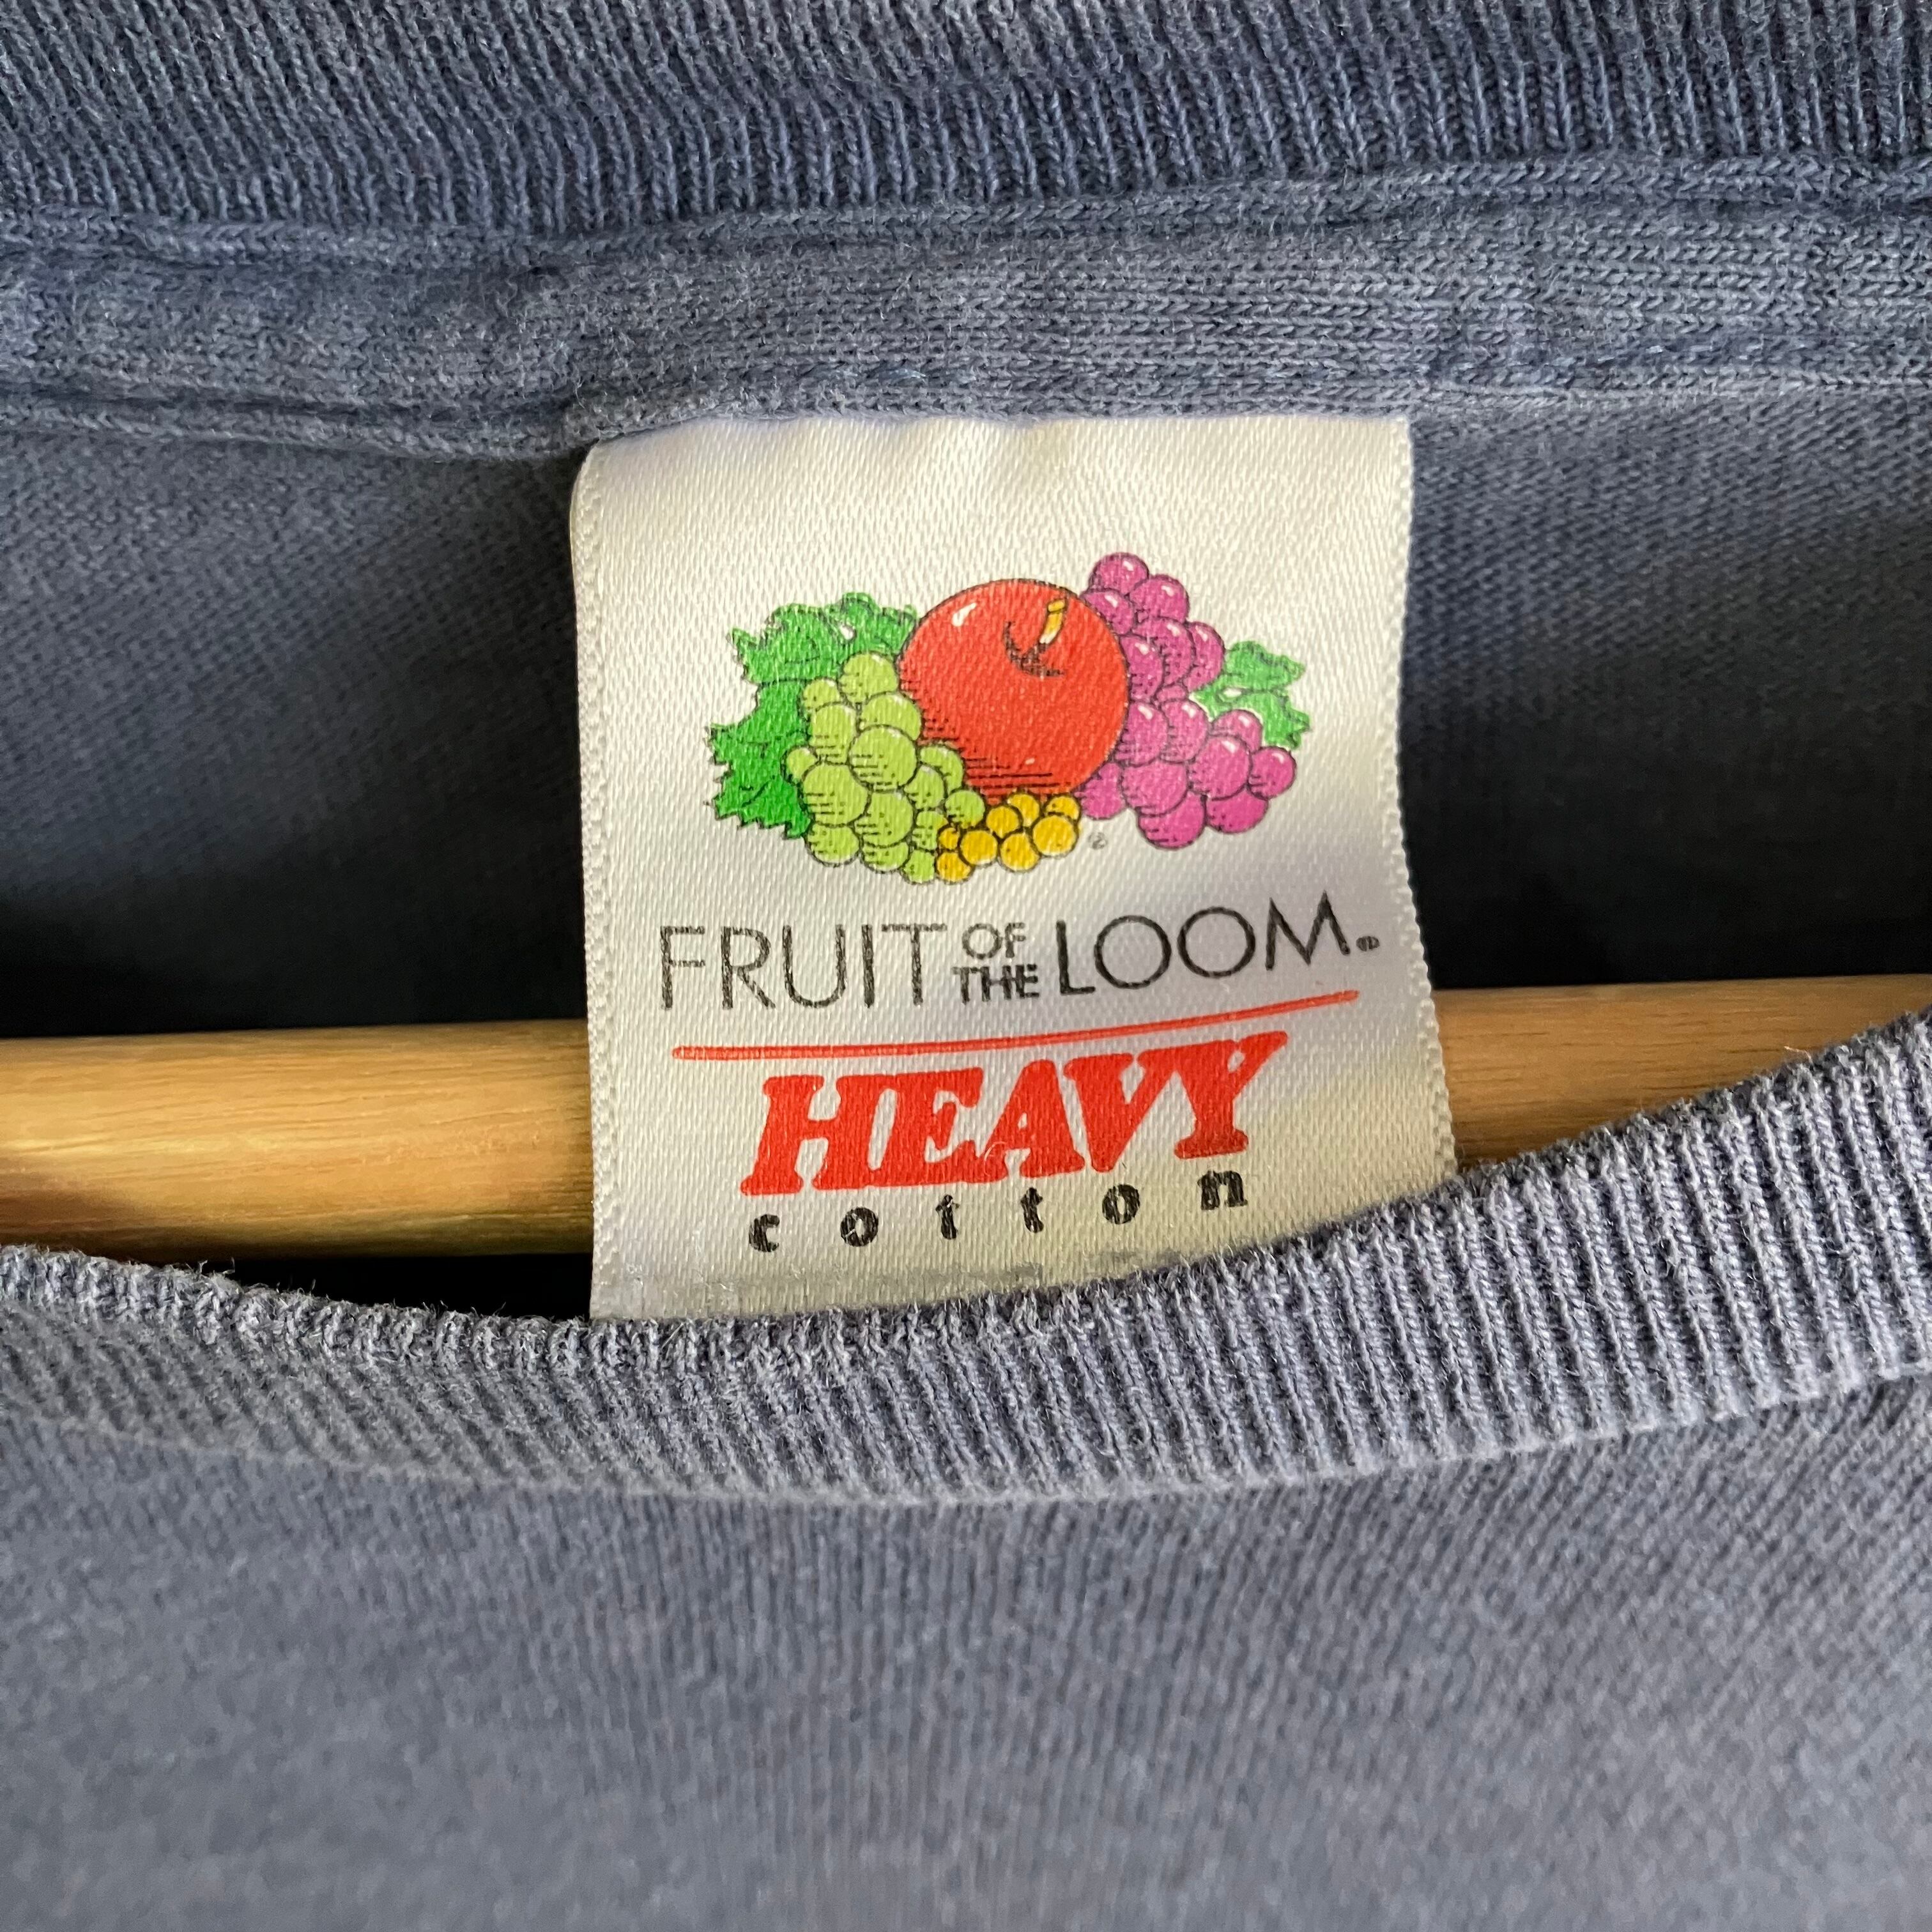 FRUIT OF THE LOOM®
HEAVY
cotton